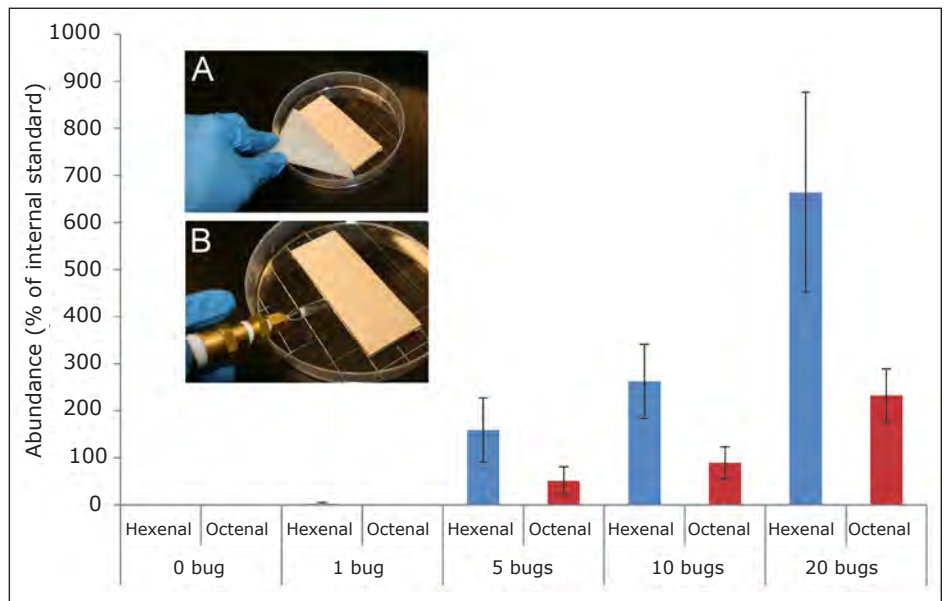 1000
900
800
700
600
500
400
300
200
100
0
Abundance (% of internal standard)
A
B
Hexenal Octenal Hexenal Octenal Hexenal Octenal Hexenal Octenal Hexenal Octenal
0 bug 1 bug 5 bugs 10 bugs 20 bugs